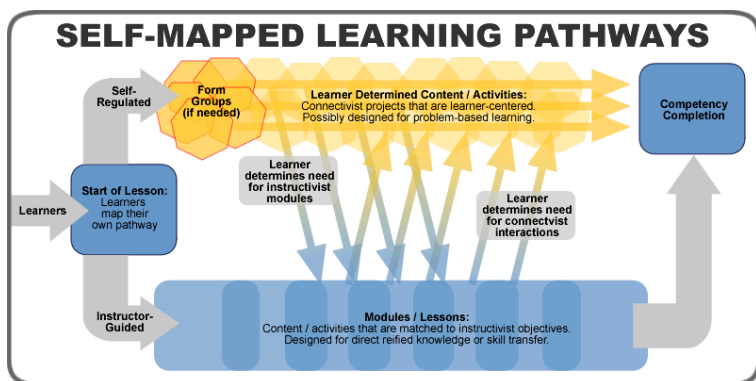 SELF-MAPPED LEARNING PATHWAYS
Self-
Regulated
Form
Groups
(if needed)
Learner Determined Content / Activities:
Connectivist projects that are learner-centered.
Possibly designed for problem-based learning.
Competency
Completion
Learner
determines need
for instructivist
modules
Learners
Start of Lesson:
Learners
map their
own pathway
Learner
determines need
for connectvist
interactions
Instructor-
Guided
Modules / Lessons:
Content / activities that are matched to instructivist objectives.
Designed for direct reified knowledge or skill transfer.